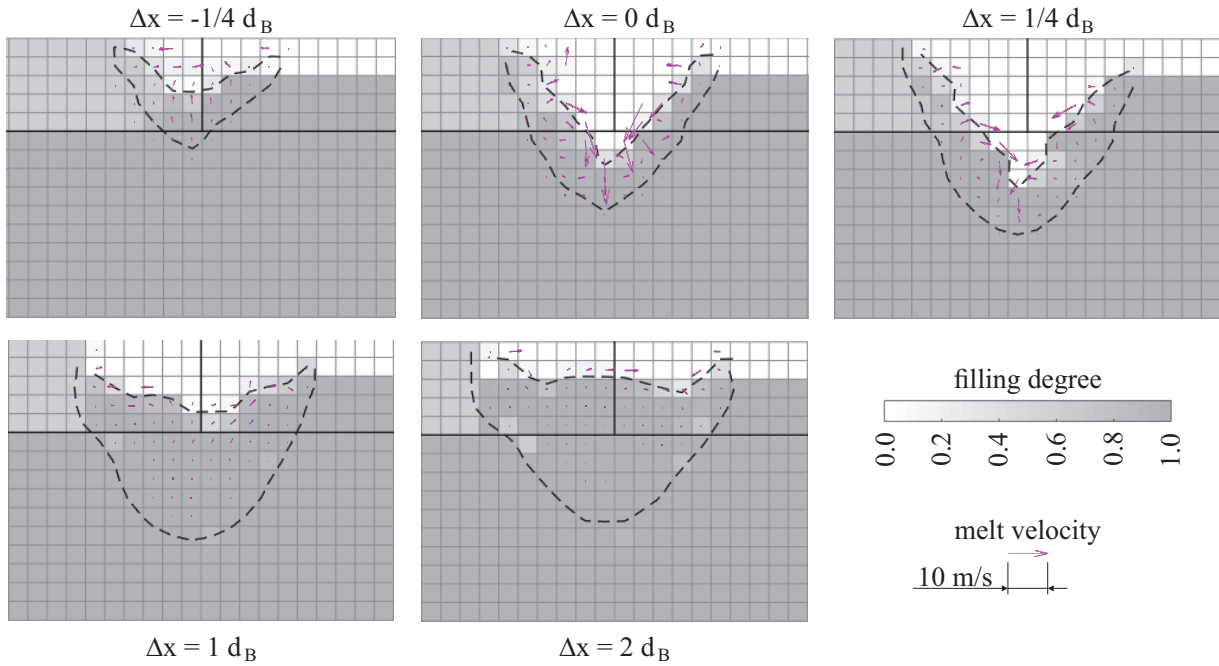 Δx = -1/4 d_B
Δx = 0 d_B
Δx = 1/4 d_B
filling degree
0.0 0.2 0.4 0.6 0.8 1.0
melt velocity
10 m/s
Δx = 1 d_B
Δx = 2 d_B